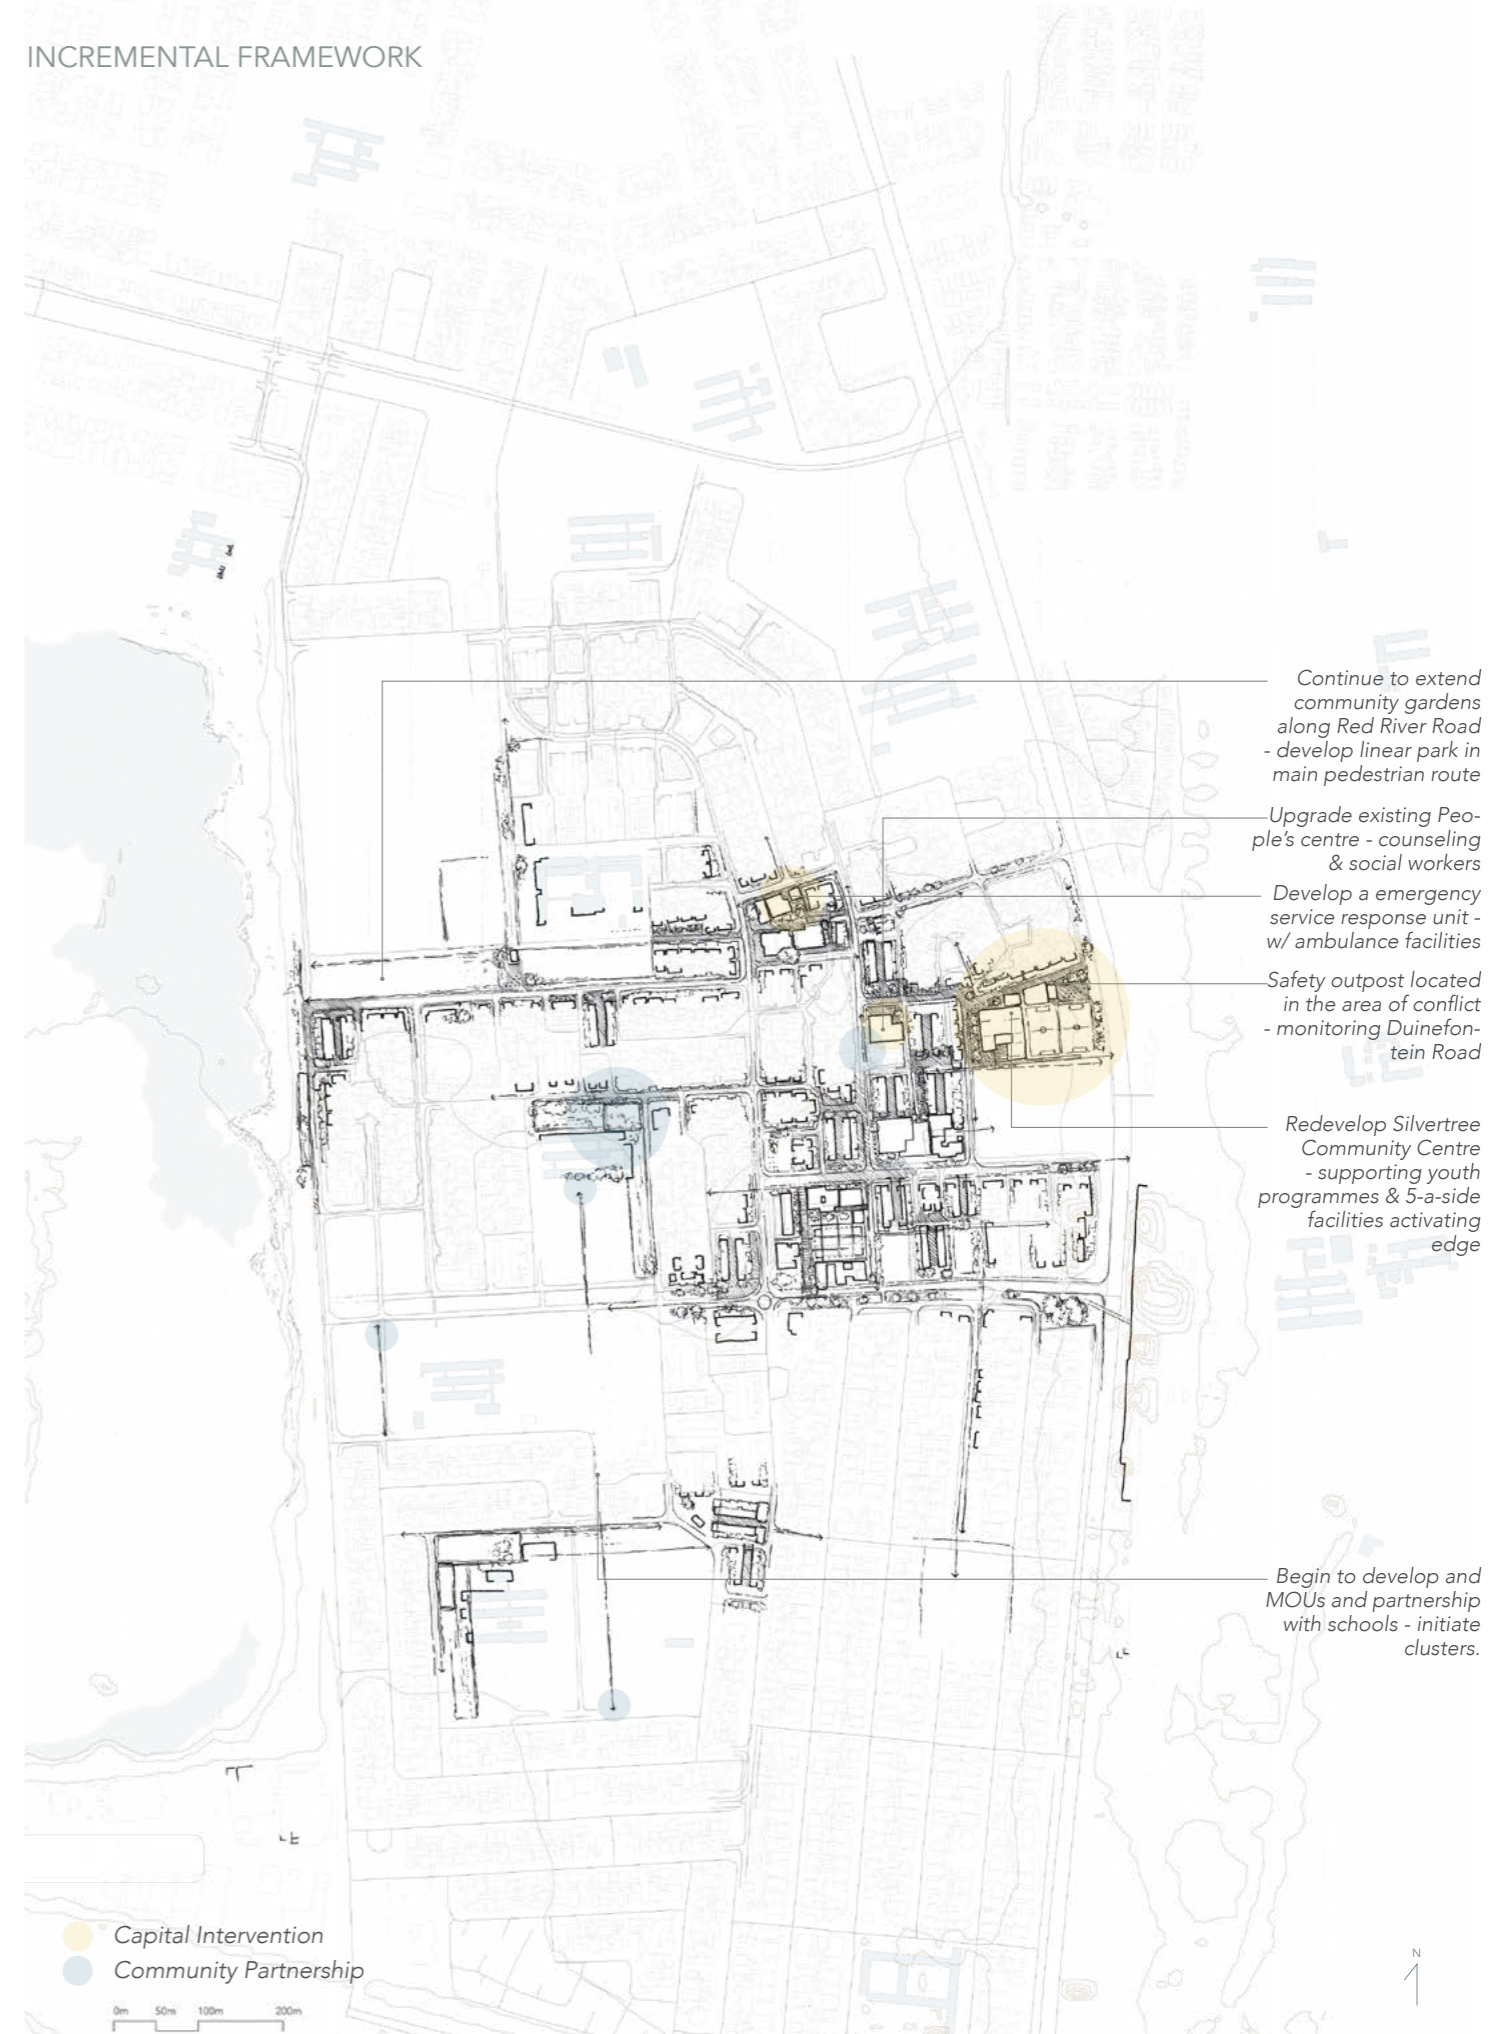 INCREMENTAL FRAMEWORK
Continue to extend
community gardens
along Red River Road
- develop linear park in
main pedestrian route
Upgrade existing Peo-
ple's centre - counseling
& social workers
Develop a emergency
service response unit -
w/ ambulance facilities
Safety outpost located
in the area of conflict
- monitoring Duinefon-
tein Road
Redevelop Silvertree
Community Centre
- supporting youth
programmes & 5-a-side
facilities activating
edge
Begin to develop and
MOUs and partnership
with schools - initiate
clusters.
Capital Intervention
Community Partnership
0m 50m 100m 200m
N